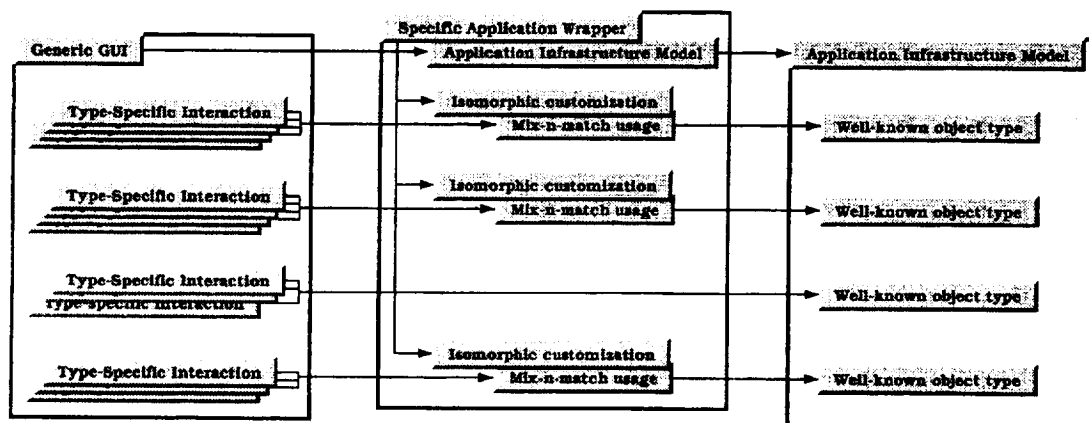 Specific Application Wrapper
Generic GUI
Application Infrastructure Model
Application Infrastructure Model
Type-Specific Interaction
Isomorphic customization
Mix-n-match usage
Well-known object type
Type-Specific Interaction
Isomorphic customization
Mix-n-match usage
Well-known object type
Type-Specific Interaction
Type-specific Interaction
Well-known object type
Type-Specific Interaction
Isomorphic customization
Mix-n-match usage
Well-known object type